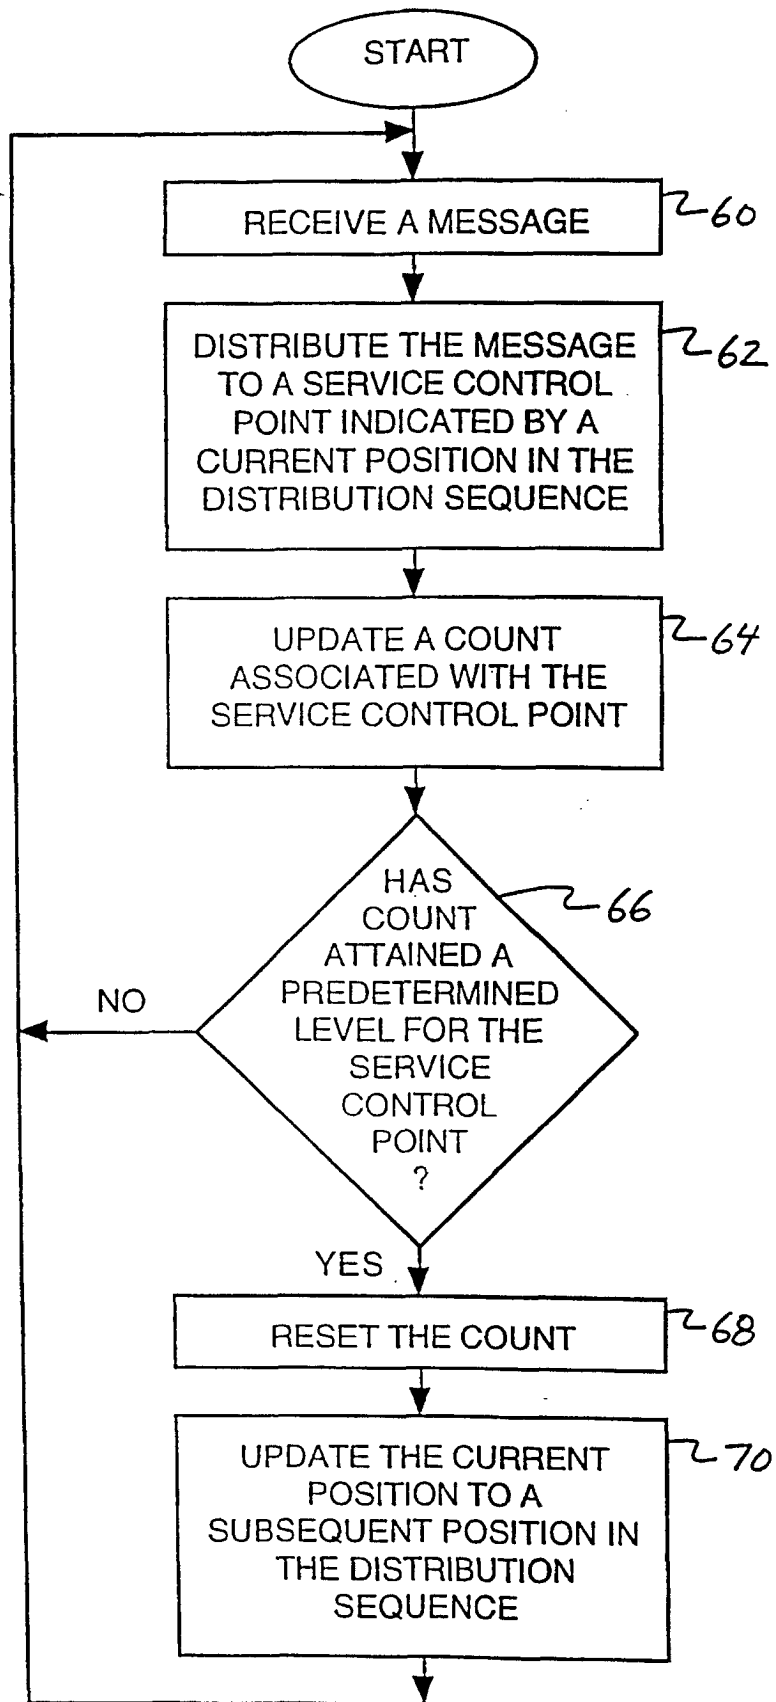 START
RECEIVE A MESSAGE
60
DISTRIBUTE THE MESSAGE
TO A SERVICE CONTROL
POINT INDICATED BY A
CURRENT POSITION IN THE
DISTRIBUTION SEQUENCE
62
UPDATE A COUNT
ASSOCIATED WITH THE
SERVICE CONTROL POINT
64
HAS
COUNT
ATTAINED A
PREDETERMINED
LEVEL FOR THE
SERVICE
CONTROL
POINT
?
66
NO
YES
RESET THE COUNT
68
UPDATE THE CURRENT
POSITION TO A
SUBSEQUENT POSITION IN
THE DISTRIBUTION
SEQUENCE
70